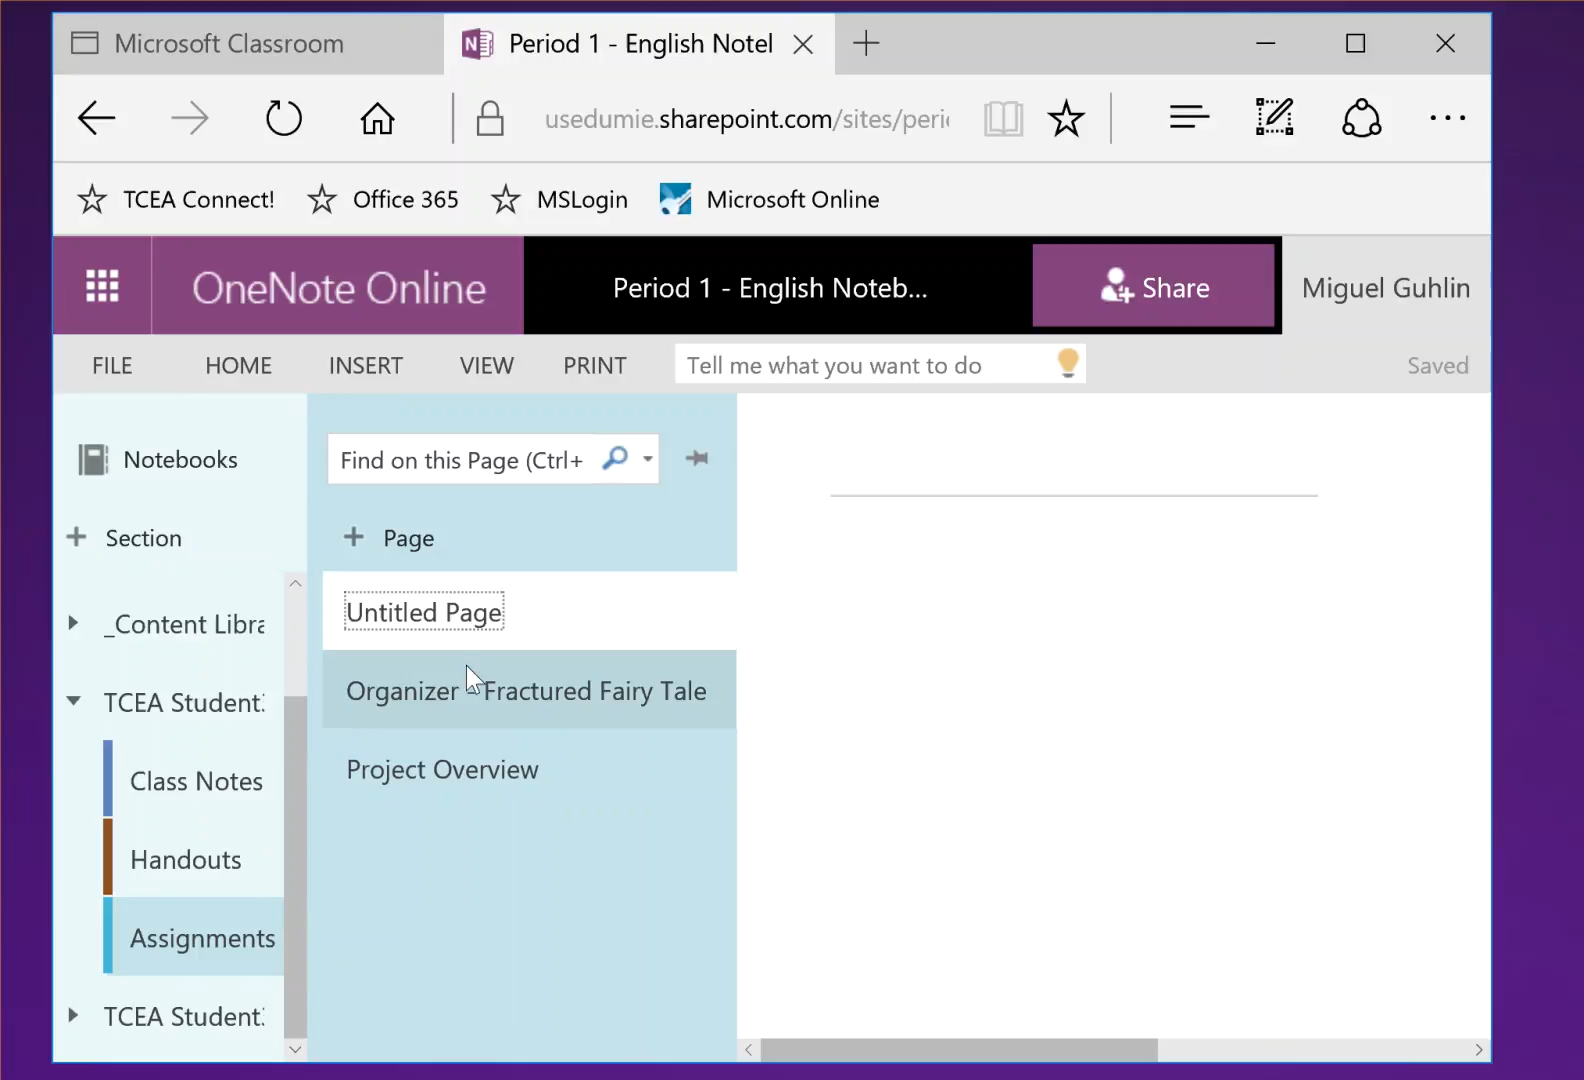 Microsoft Classroom
Period 1 - English Notel
usedumie.sharepoint.com/sites/peri
TCEA Connect! Office 365 MSLogin Microsoft Online
OneNote Online Period 1 - English Noteb... Share Miguel Guhlin
FILE HOME INSERT VIEW PRINT Tell me what you want to do Saved
Notebooks
+ Section
_Content Libra
TCEA Student
Class Notes
Handouts
Assignments
TCEA Student
Find on this Page (Ctrl+
+ Page
Untitled Page
Organizer - Fractured Fairy Tale
Project Overview